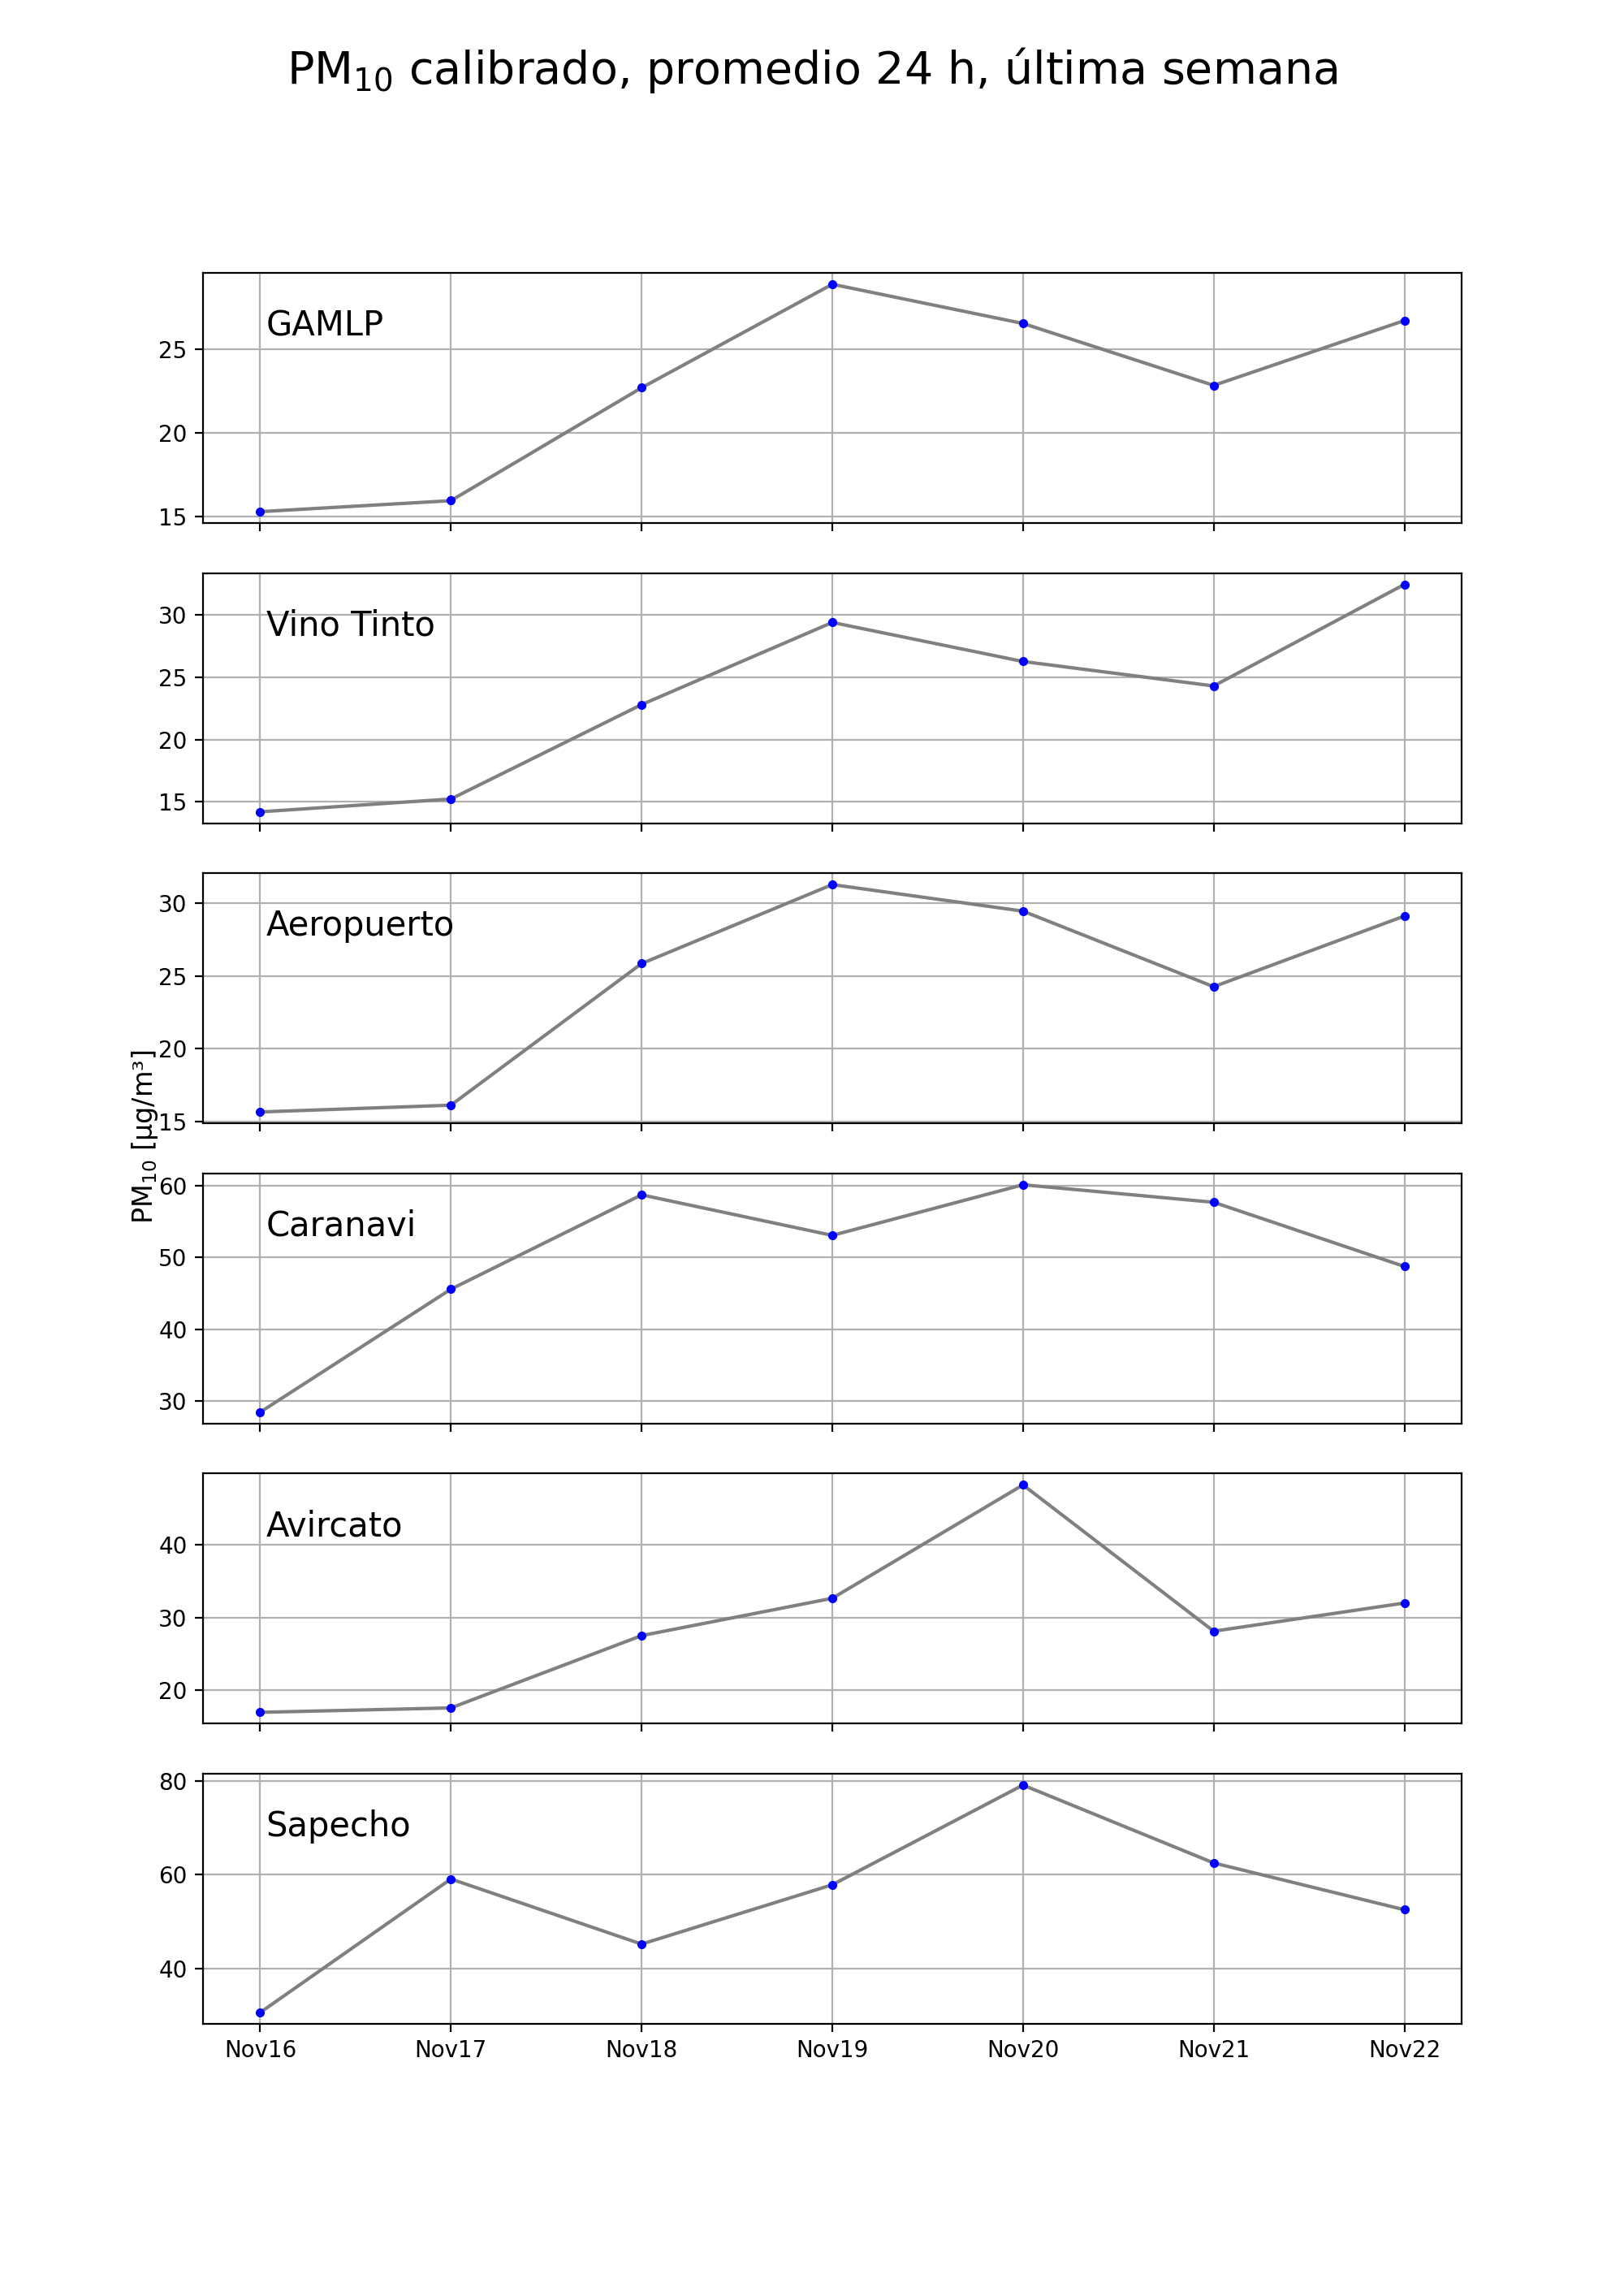 PM₁₀ calibrado, promedio 24 h, última semana
GAMLP
25
20
15
Vino Tinto
30
25
20
15
Aeropuerto
30
25
20
15
PM₁₀ [µg/m³]
Caranavi
60
50
40
30
Avircato
40
30
20
Sapecho
80
60
40
Nov16 Nov17 Nov18 Nov19 Nov20 Nov21 Nov22